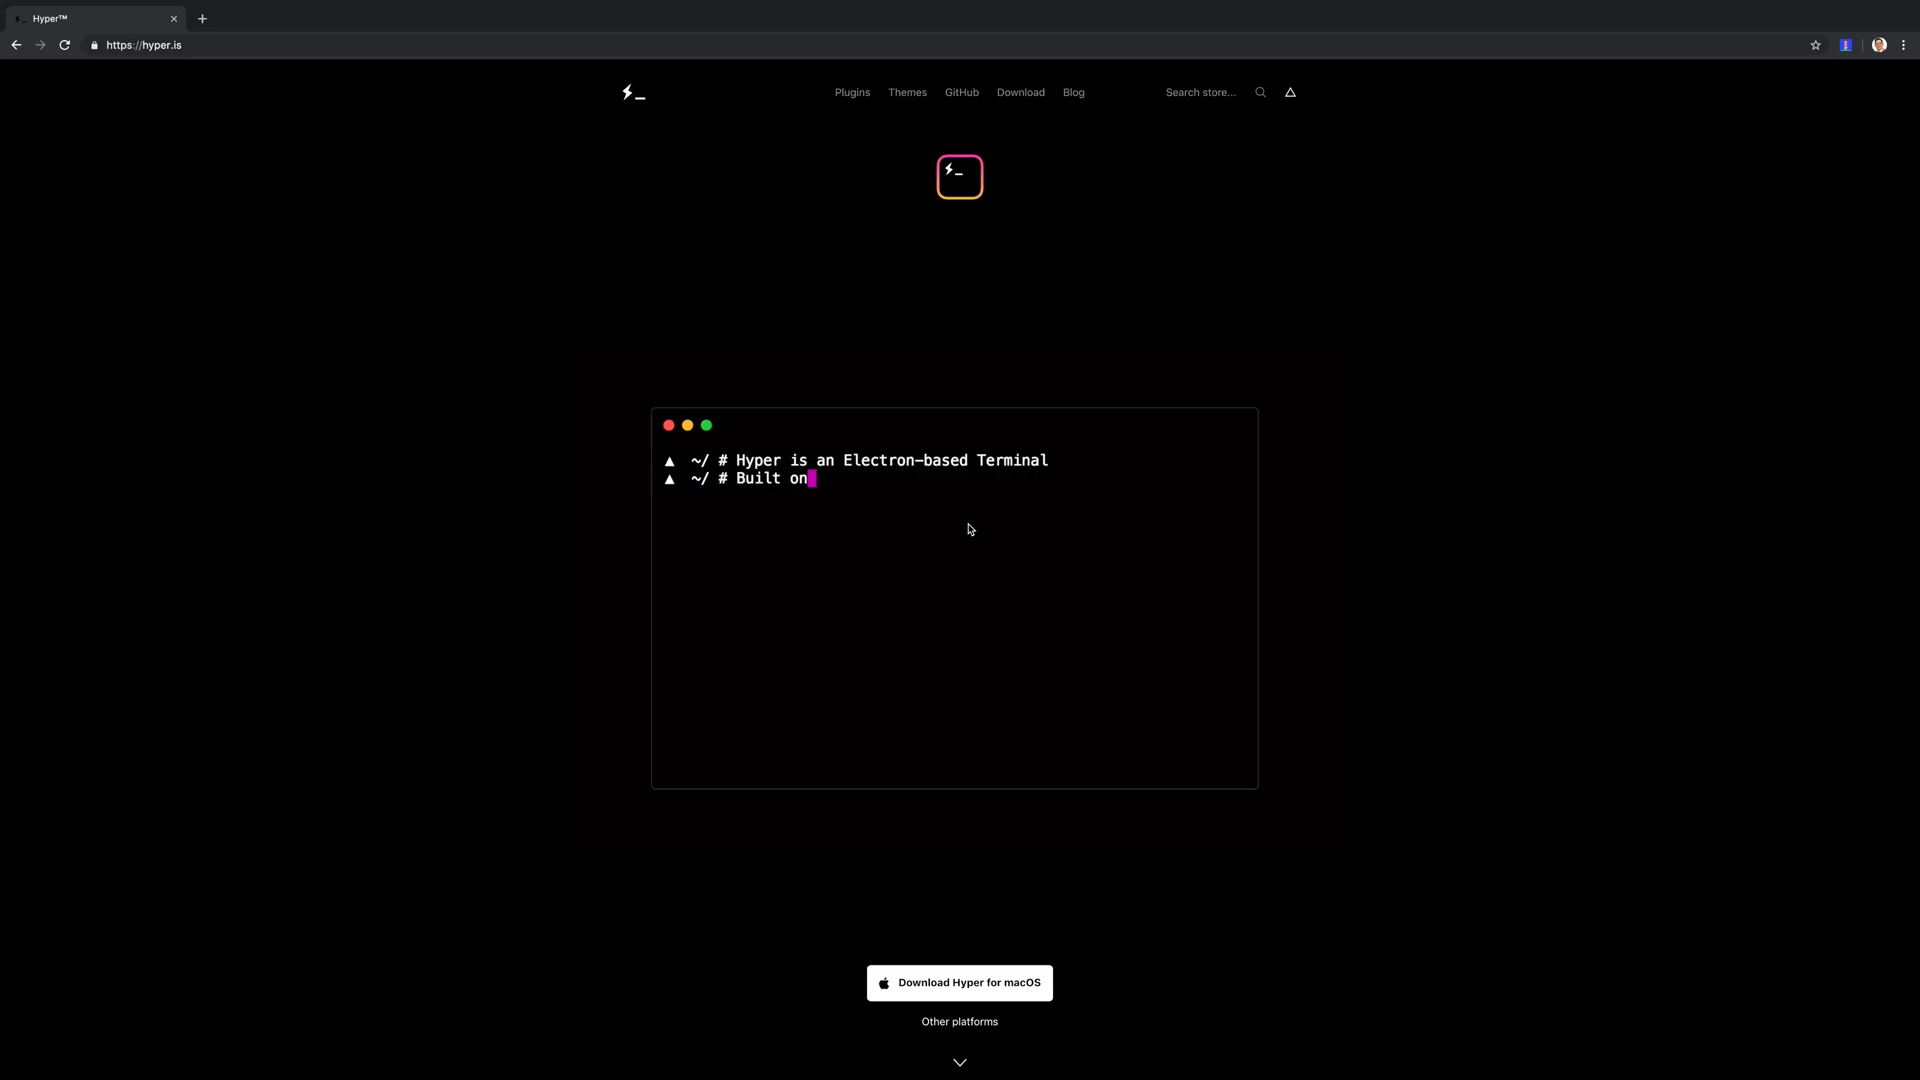 Hyper™
https://hyper.is
Plugins Themes GitHub Download Blog Search store...
▲ ~/ # Hyper is an Electron-based Terminal
▲ ~/ # Built on
Download Hyper for macOS
Other platforms